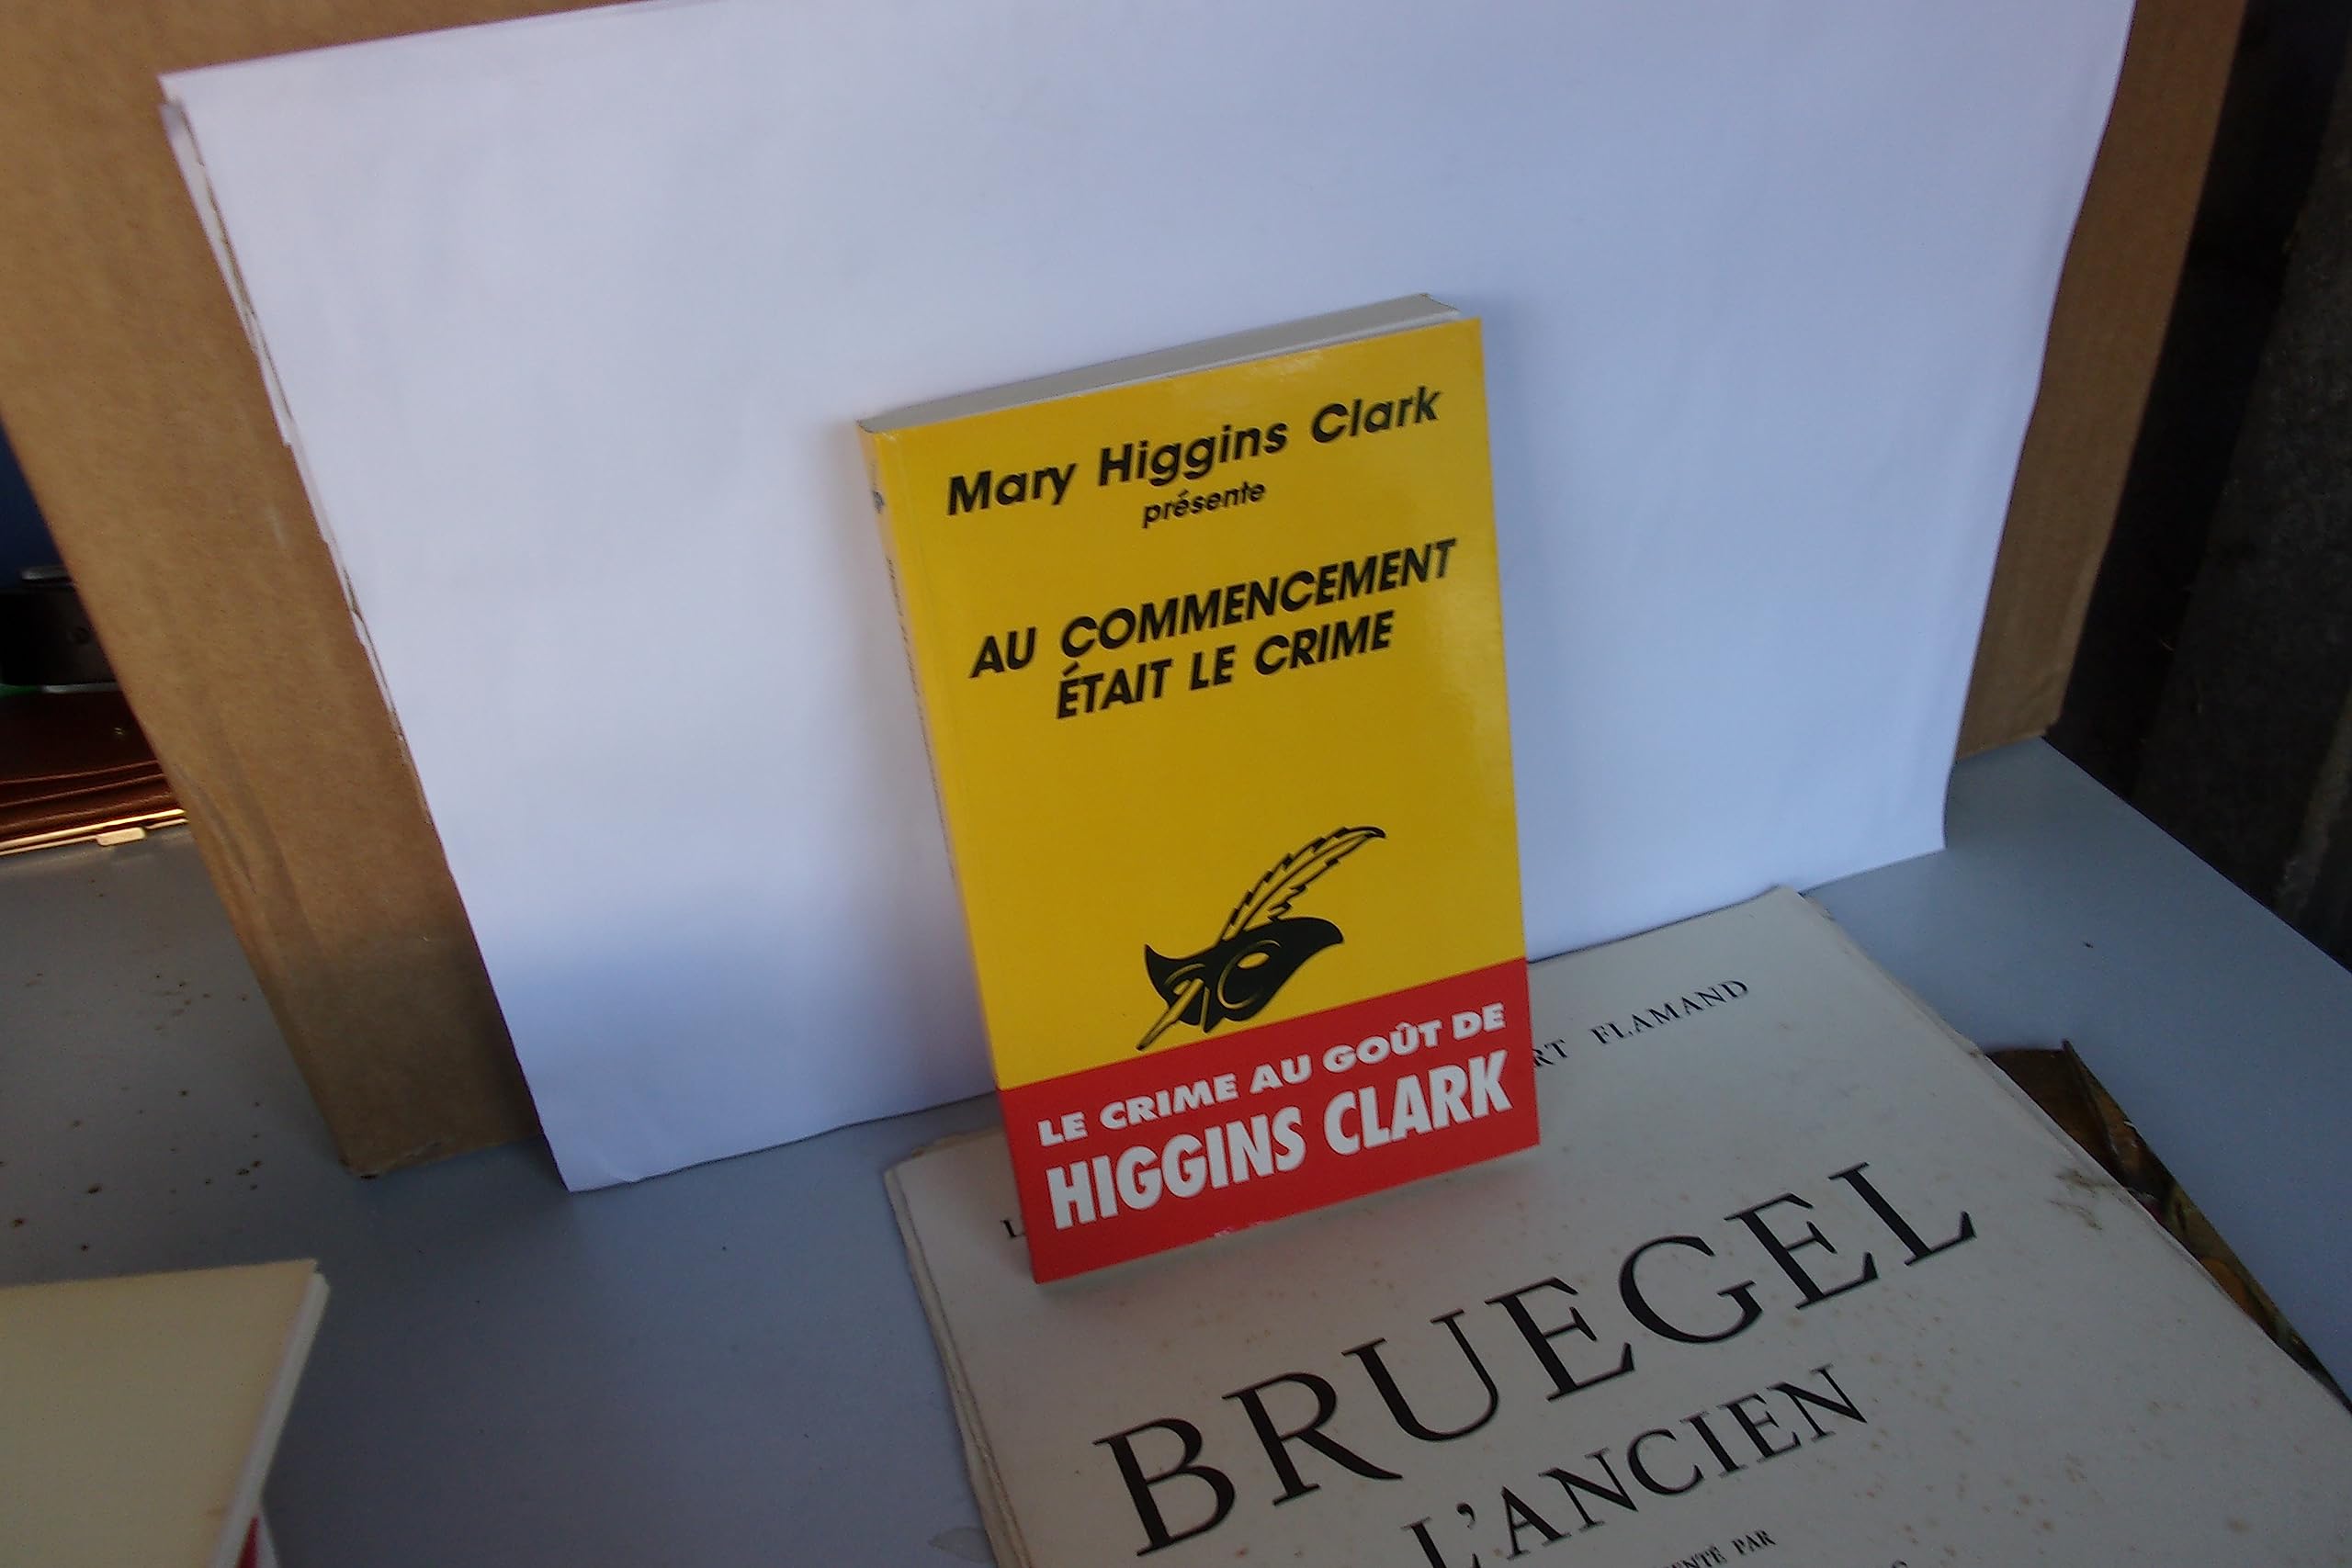 Mary Higgins Clark
présente
AU COMMENCEMENT
ÉTAIT LE CRIME
LE CRIME AU GOÛT DE
HIGGINS CLARK
FLAMAND
BRUEGEL
L'ANCIEN
PAR